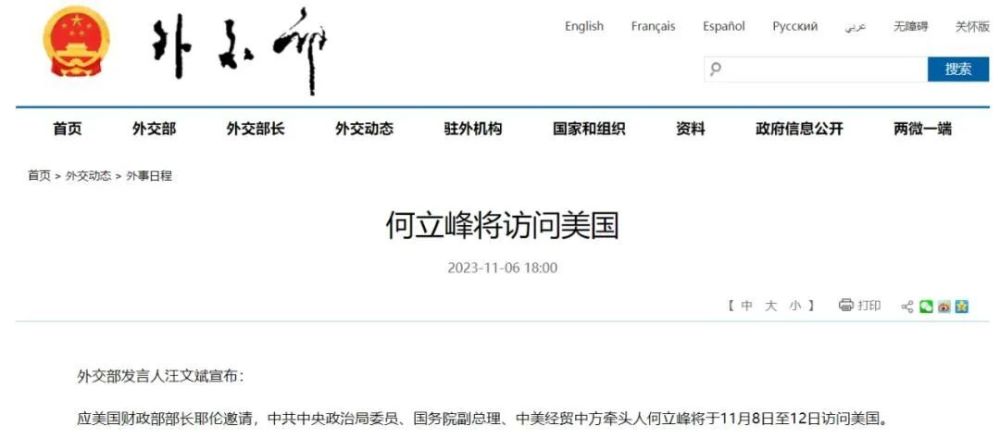 外交部
English Français Español Русский عربي 无障碍 关怀版
搜索
首页 外交部 外交部长 外交动态 驻外机构 国家和组织 资料 政府信息公开 两微一端
首页 > 外交动态 > 外事日程
何立峰将访问美国
2023-11-06 18:00
【 中 大 小 】 打印
外交部发言人汪文斌宣布：
应美国财政部部长耶伦邀请，中共中央政治局委员、国务院副总理、中美经贸中方牵头人何立峰将于11月8日至12日访问美国。